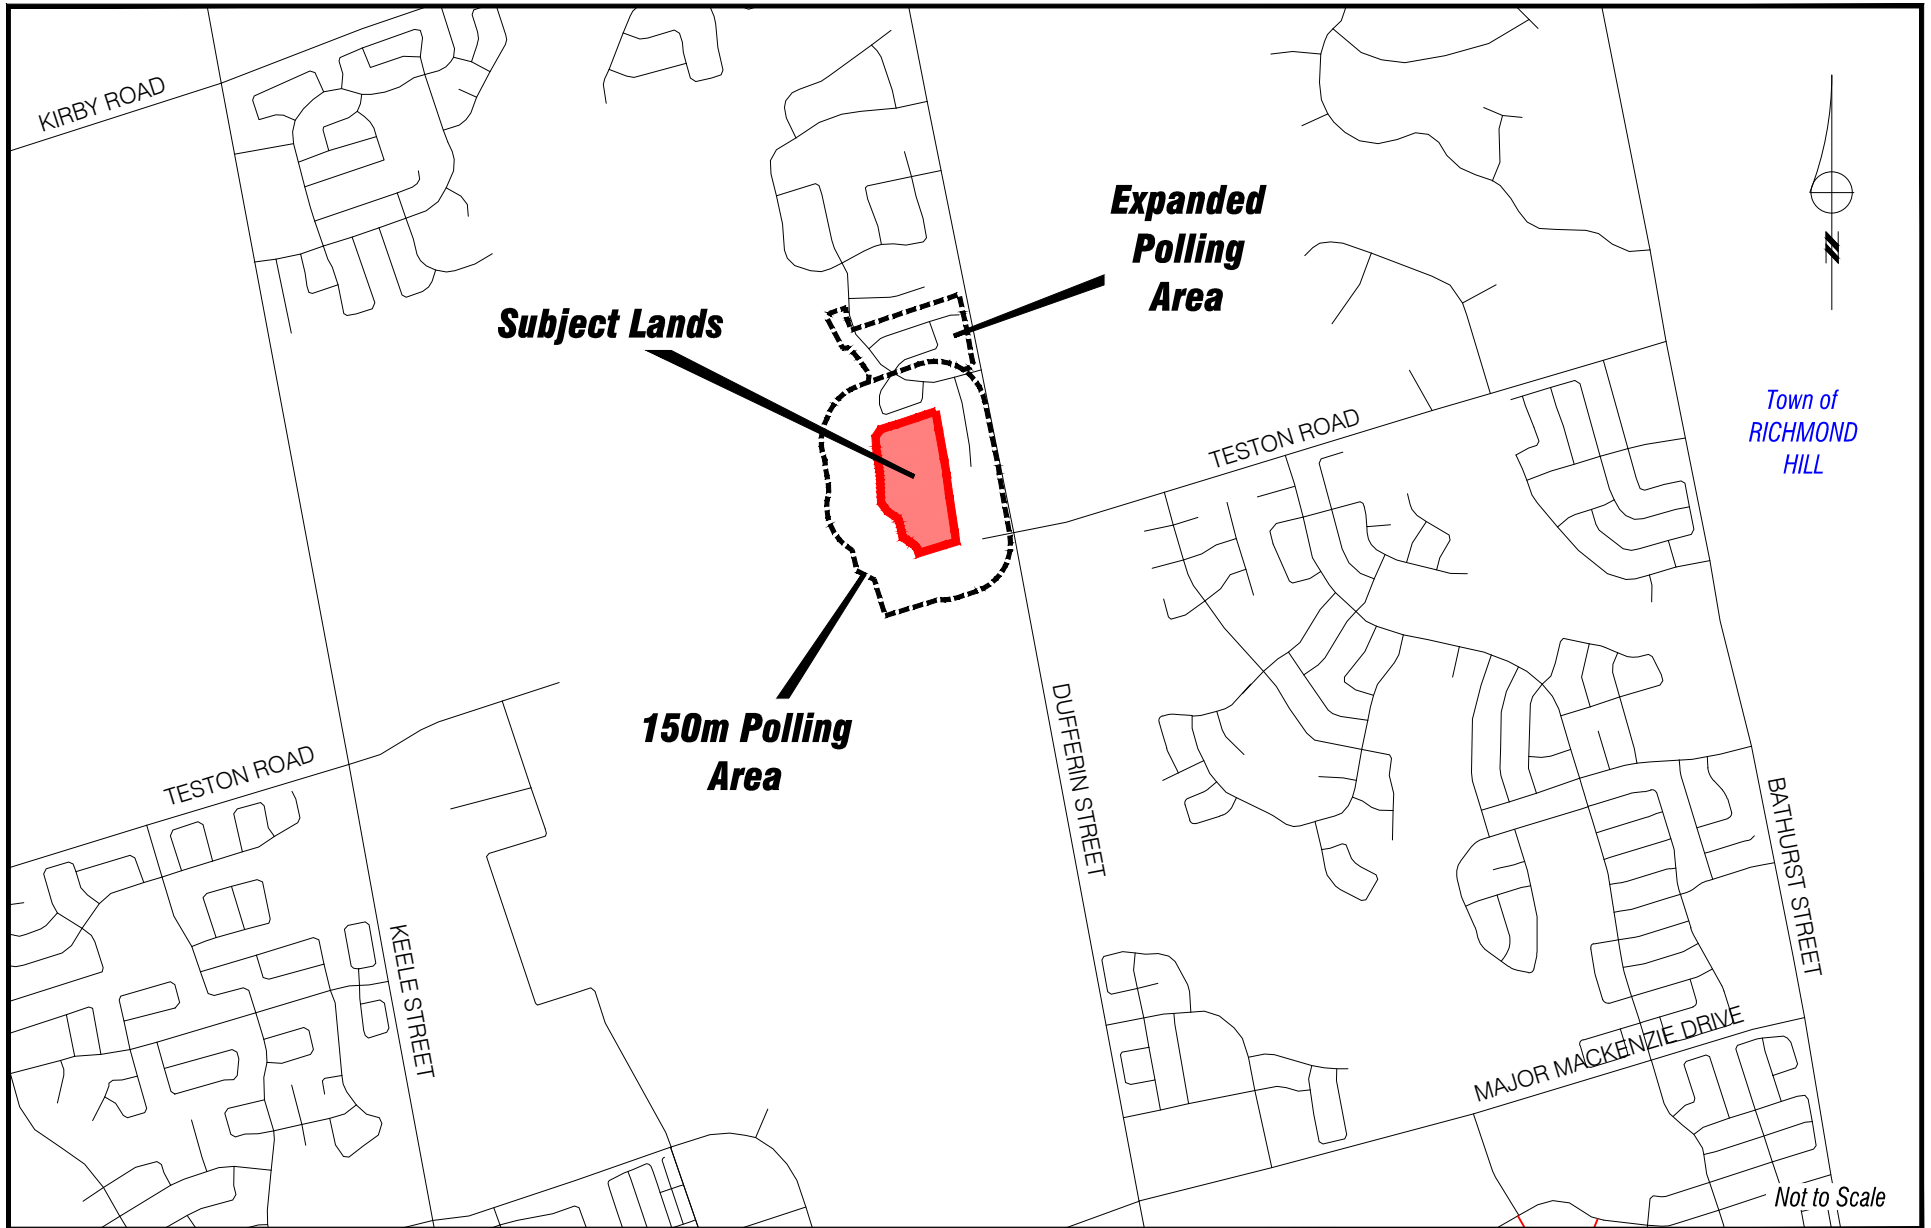 KIRBY ROAD
Expanded
Polling
Area
Subject Lands
N
Town of
RICHMOND
HILL
TESTON ROAD
150m Polling
Area
DUFFERIN STREET
TESTON ROAD
BATHURST STREET
KEELE STREET
MAJOR MACKENZIE DRIVE
Not to Scale